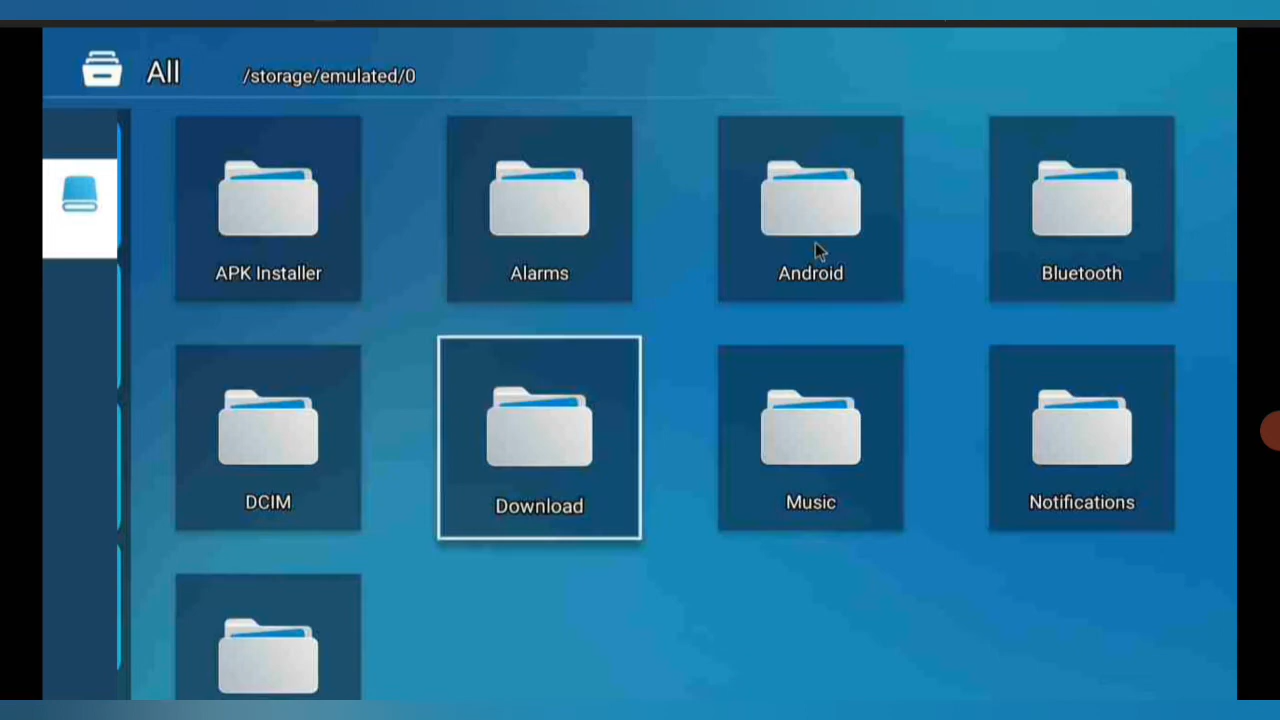 All
/storage/emulated/0
APK Installer
Alarms
Android
Bluetooth
DCIM
Download
Music
Notifications